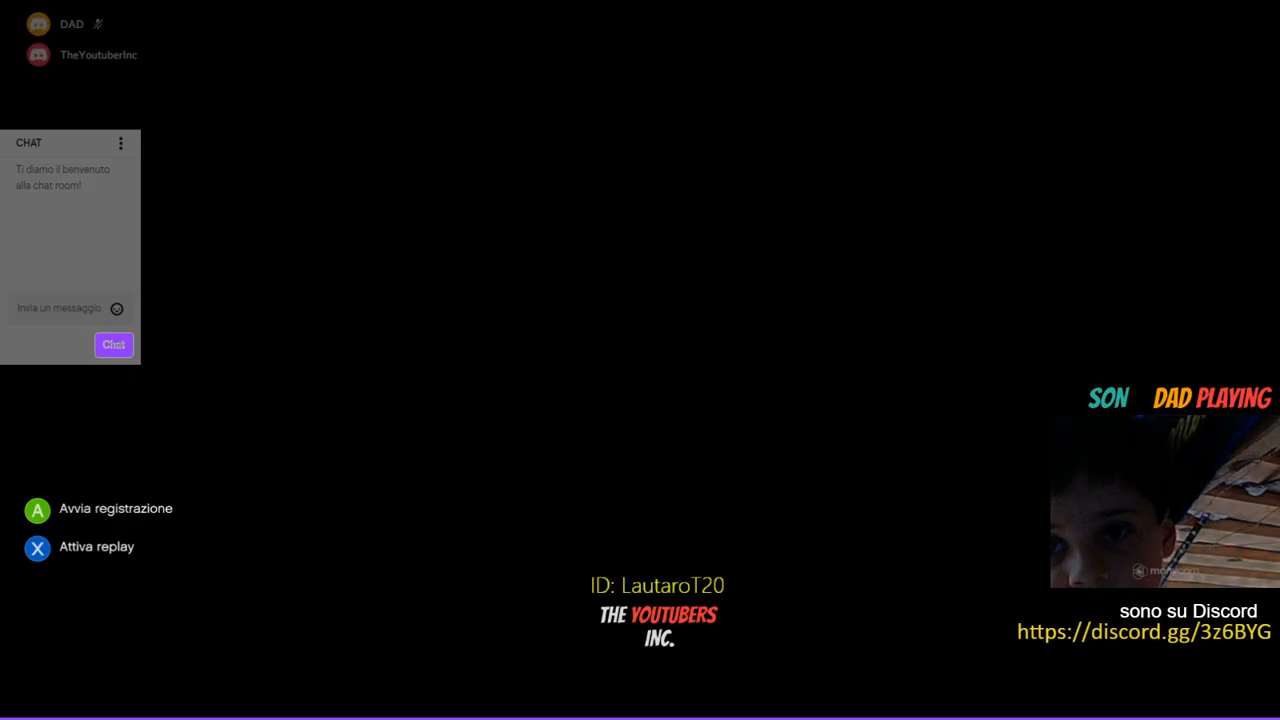 DAD
TheYoutuberInc
CHAT
Ti diamo il benvenuto
alla chat room!
Invia un messaggio
Chat
SON DAD PLAYING
A Avvia registrazione
X Attiva replay
ID: LautaroT20
THE YOUTUBERS
INC.
sono su Discord
https://discord.gg/3z6BYG